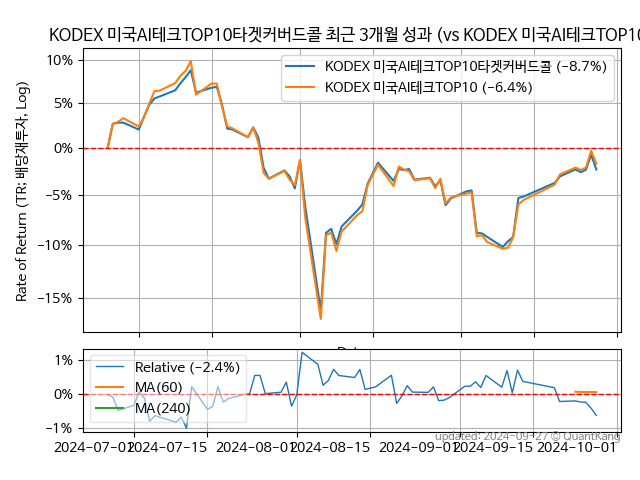 KODEX 미국AI테크TOP10타겟커버드콜 최근 3개월 성과 (vs KODEX 미국AI테크TOP10
Rate of Return (TR: 배당재투자, Log)
10%
5%
0%
−5%
−10%
−15%
KODEX 미국AI테크TOP10타겟커버드콜 (−8.7%)
KODEX 미국AI테크TOP10 (−6.4%)
1%
0%
−1%
Relative (−2.4%)
MA(60)
MA(240)
updated: 2024-09-27 © QuantKang
2024-07-01 2024-07-15 2024-08-01 2024-08-15 2024-09-01 2024-09-15 2024-10-01